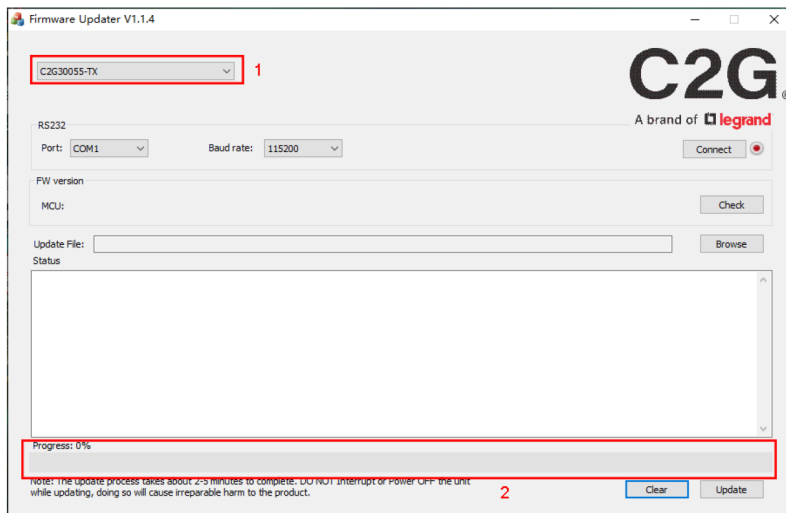 Firmware Updater V1.1.4
C2G30055-TX
1
C2G
®
A brand of legrand
RS232
Port: COM1 Baud rate: 115200 Connect
FW version
MCU: Check
Update File: Browse
Status
Progress: 0%
Note: The update process takes about 2-5 minutes to complete. DO NOT Interrupt or Power OFF the unit
while updating, doing so will cause irreparable harm to the product.
2
Clear Update